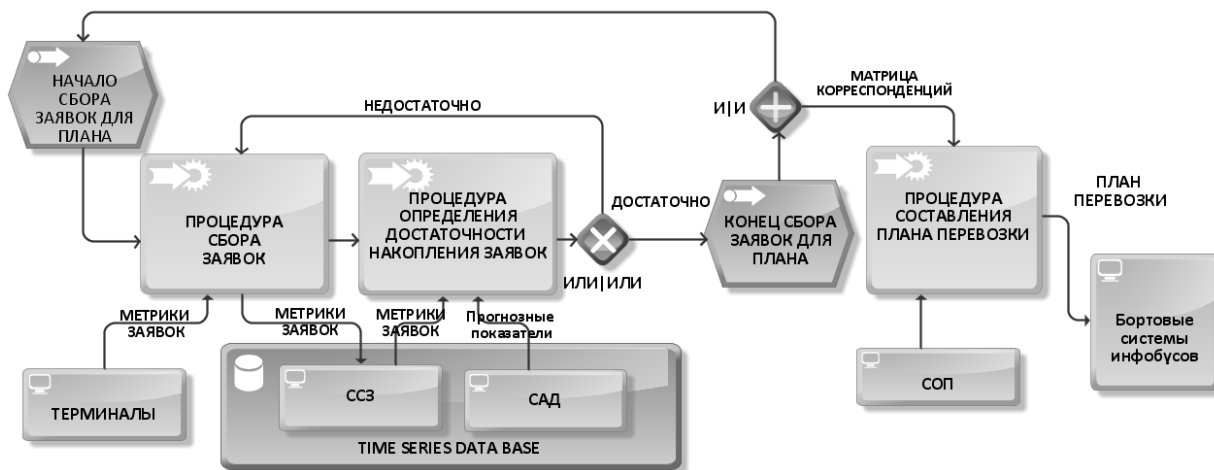 НАЧАЛО
СБОРА
ЗАЯВОК ДЛЯ
ПЛАНА
НЕДОСТАТОЧНО
И|И
МАТРИЦА
КОРРЕСПОНДЕНЦИЙ
ПРОЦЕДУРА
СБОРА
ЗАЯВОК
ПРОЦЕДУРА
ОПРЕДЕЛЕНИЯ
ДОСТАТОЧНОСТИ
НАКОПЛЕНИЯ ЗАЯВОК
ДОСТАТОЧНО
ИЛИ|ИЛИ
КОНЕЦ СБОРА
ЗАЯВОК ДЛЯ
ПЛАНА
ПРОЦЕДУРА
СОСТАВЛЕНИЯ
ПЛАНА ПЕРЕВОЗКИ
ПЛАН
ПЕРЕВОЗКИ
МЕТРИКИ
ЗАЯВОК
МЕТРИКИ
ЗАЯВОК
МЕТРИКИ
ЗАЯВОК
Прогнозные
показатели
ТЕРМИНАЛЫ
ССЗ
САД
TIME SERIES DATA BASE
СОП
Бортовые
системы
инфобусов